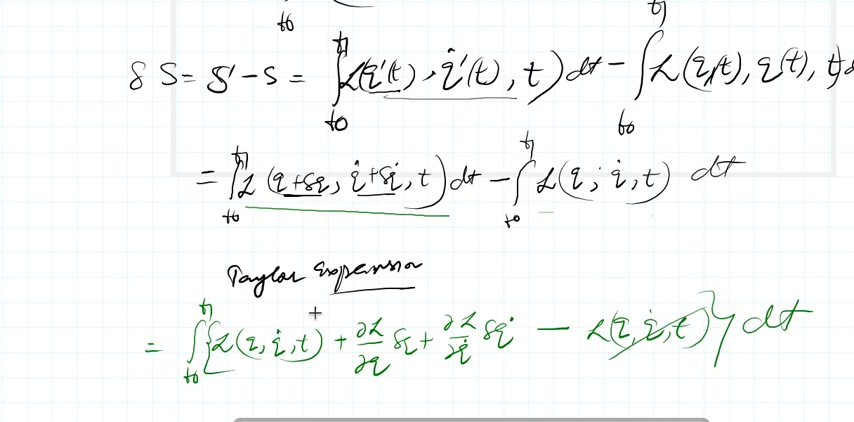 t₀
δS = S' - S = ∫_{t₀}^{t₁} L(q'(t), q̇'(t), t) dt - ∫_{t₀}^{t₁} L(q(t), q(t), t) d
= ∫_{t₀}^{t₁} L(q+δq, q̇+δq̇, t) dt - ∫_{t₀}^{t₁} L(q, q̇, t) dt
Taylor Expansion
= ∫_{t₀}^{t₁} {L(q, q̇, t) + ∂L/∂q δq + ∂L/∂q̇ δq̇ - L(q, q̇, t)} dt